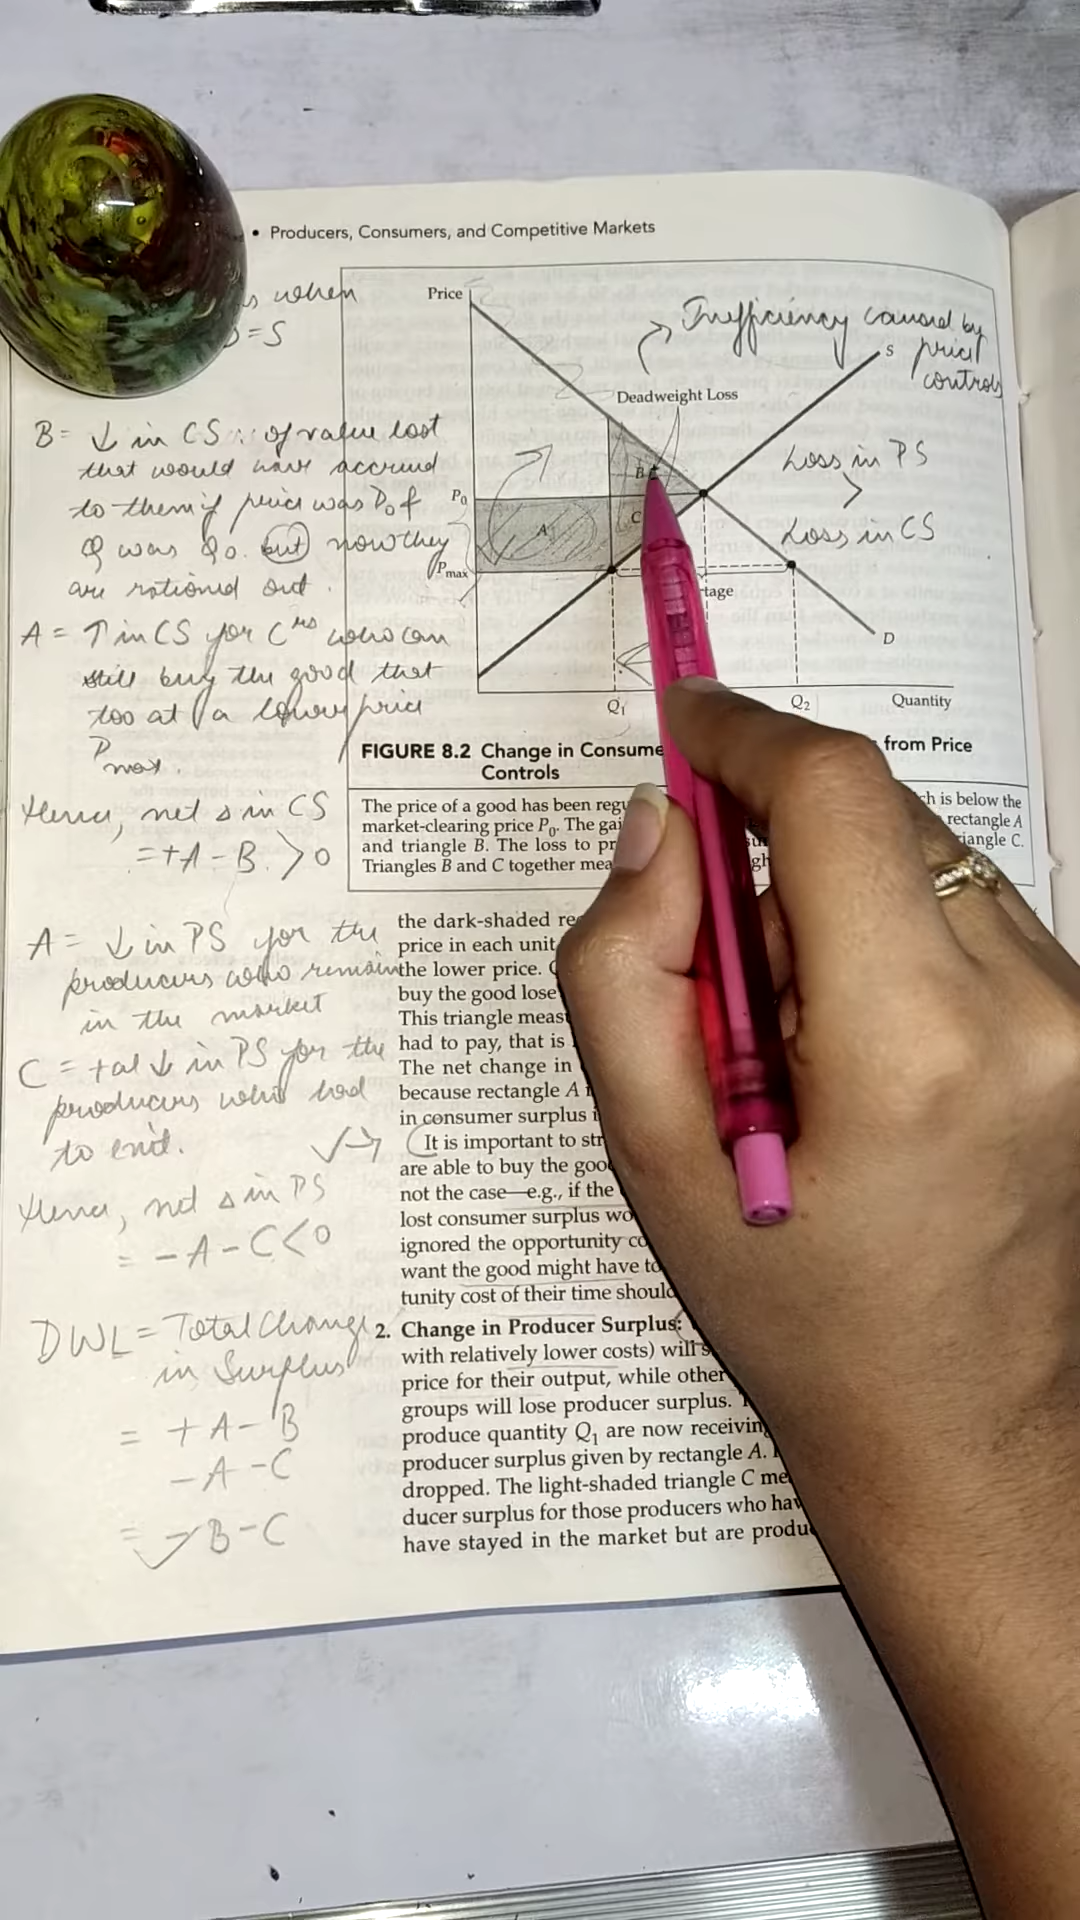 • Producers, Consumers, and Competitive Markets
when
=S
B = ↓ in CS ∵ of value lost
that would have accrued
to them if price was P₀ &
Q was Q₀. but now they
are rationed out.
A = ↑ in CS for Cʳˢ who can
still buy the good that
too at a lower price
Pmax.
Hence, net Δ in CS
= +A - B > 0
A = ↓ in PS for the
producers who remain
in the market
C = total ↓ in PS for the
producers who had
to exit.
Hence, net Δ in PS
= -A - C < 0
DWL = Total Change
in Surplus
= +A - B
-A - C
= -B - C
Price
Inefficiency caused by
price
controls
S
Deadweight Loss
B
Loss in PS
>
Loss in CS
P₀
A
C
Pmax
tage
D
Q₁
Q₂
Quantity
FIGURE 8.2 Change in Consume from Price
Controls
The price of a good has been regu ch is below the
market-clearing price P₀. The gai rectangle A
and triangle B. The loss to pr iangle C.
Triangles B and C together mea
the dark-shaded re
price in each unit
the lower price.
buy the good lose
This triangle meas
had to pay, that is
The net change in
because rectangle A
in consumer surplus i
It is important to str
are able to buy the goo
not the case—e.g., if the
lost consumer surplus wo
ignored the opportunity co
want the good might have to
tunity cost of their time should
2. Change in Producer Surplus:
with relatively lower costs) will s
price for their output, while other
groups will lose producer surplus.
produce quantity Q₁ are now receiving
producer surplus given by rectangle A.
dropped. The light-shaded triangle C me
ducer surplus for those producers who hav
have stayed in the market but are produ